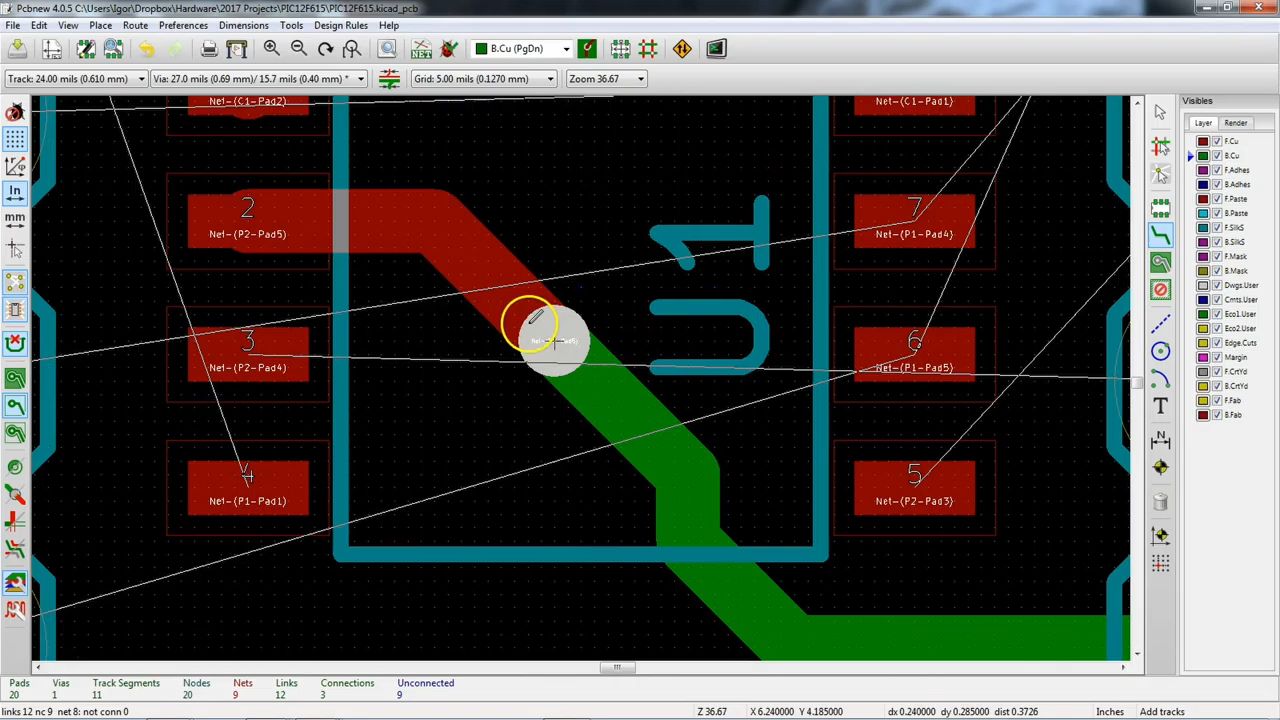 Pcbnew 4.0.5 C:\Users\Igor\Dropbox\Hardware\2017 Projects\PIC12F615\PIC12F615.kicad_pcb
File Edit View Place Route Preferences Dimensions Tools Design Rules Help
NET B.Cu (PgDn)
Track: 24.00 mils (0.610 mm) Via: 27.0 mils (0.69 mm)/ 15.7 mils (0.40 mm) * Grid: 5.00 mils (0.1270 mm) Zoom 36.67
Visibles
Layer Render
F.Cu
B.Cu
F.Adhes
B.Adhes
F.Paste
B.Paste
F.SilkS
B.SilkS
F.Mask
B.Mask
Dwgs.User
Cmts.User
Eco1.User
Eco2.User
Edge.Cuts
Margin
F.CrtYd
B.CrtYd
F.Fab
B.Fab
In
mm
Net-(C1-Pad2)
Net-(C1-Pad1)
2
Net-(P2-Pad5)
7
Net-(P1-Pad4)
U1
3
Net-(P2-Pad4)
6
Net-(P1-Pad5)
4
Net-(P1-Pad1)
5
Net-(P2-Pad3)
T
N
Pads Vias Track Segments Nodes Nets Links Connections Unconnected
20 1 11 20 9 12 3 9
links 12 nc 9 net 8: not conn 0 Z 36.67 X 6.240000 Y 4.185000 dx 0.240000 dy 0.285000 dist 0.3726 Inches Add tracks